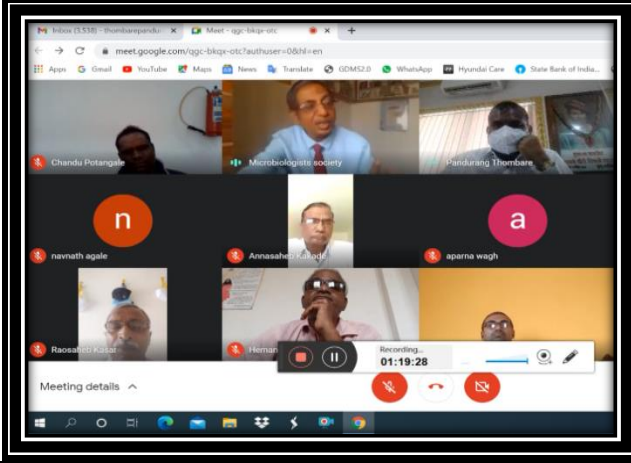 Inbox (3,538) - thombarepandu
Meet - qgc-bkqx-otc
meet.google.com/qgc-bkqx-otc?authuser=0&hl=en
Apps Gmail YouTube Maps News Translate GDMS2.0 WhatsApp Hyundai Care State Bank of India...
Chandu Potangale
Microbiologists society
Pandurang Thombare
n
a
navnath agale
Annasaheb Kakade
aparna wagh
Raosaheb Kasar
Heman
Recording...
01:19:28
Meeting details